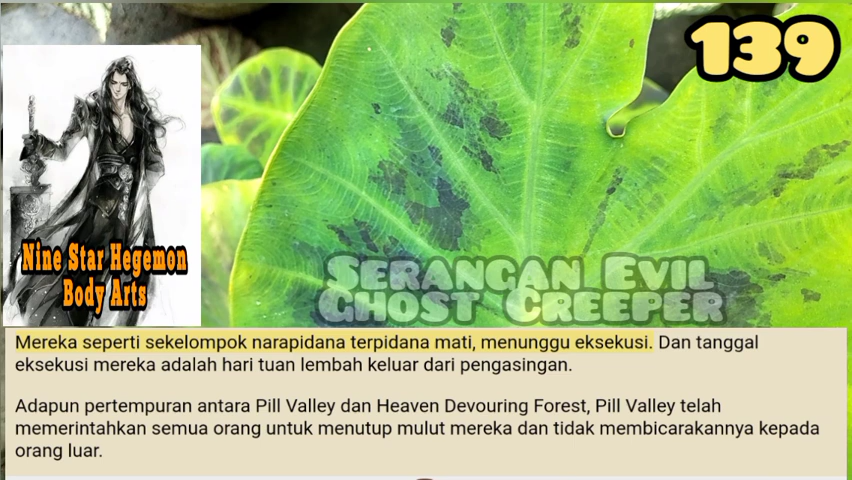 139
Nine Star Hegemon
Body Arts
SERANGAN EVIL
GHOST CREEPER
Mereka seperti sekelompok narapidana terpidana mati, menunggu eksekusi. Dan tanggal
eksekusi mereka adalah hari tuan lembah keluar dari pengasingan.
Adapun pertempuran antara Pill Valley dan Heaven Devouring Forest, Pill Valley telah
memerintahkan semua orang untuk menutup mulut mereka dan tidak membicarakannya kepada
orang luar.